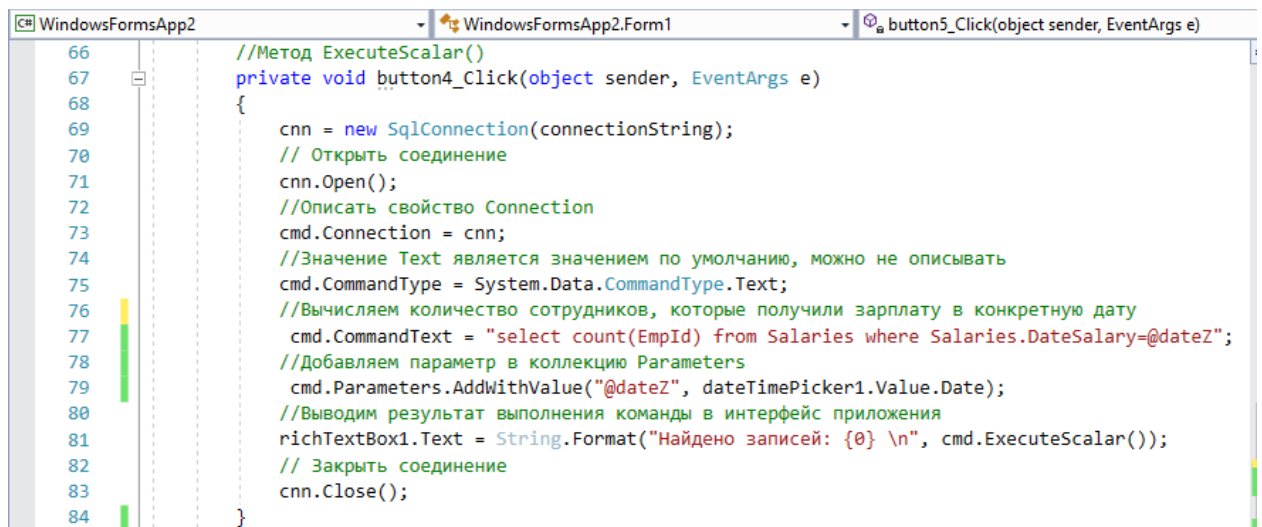 C# WindowsFormsApp2 WindowsFormsApp2.Form1 button5_Click(object sender, EventArgs e)
66 //Метод ExecuteScalar()
67 private void button4_Click(object sender, EventArgs e)
68 {
69 cnn = new SqlConnection(connectionString);
70 // Открыть соединение
71 cnn.Open();
72 //Описать свойство Connection
73 cmd.Connection = cnn;
74 //Значение Text является значением по умолчанию, можно не описывать
75 cmd.CommandType = System.Data.CommandType.Text;
76 //Вычисляем количество сотрудников, которые получили зарплату в конкретную дату
77 cmd.CommandText = "select count(EmpId) from Salaries where Salaries.DateSalary=@dateZ";
78 //Добавляем параметр в коллекцию Parameters
79 cmd.Parameters.AddWithValue("@dateZ", dateTimePicker1.Value.Date);
80 //Выводим результат выполнения команды в интерфейс приложения
81 richTextBox1.Text = String.Format("Найдено записей: {0} \n", cmd.ExecuteScalar());
82 // Закрыть соединение
83 cnn.Close();
84 }